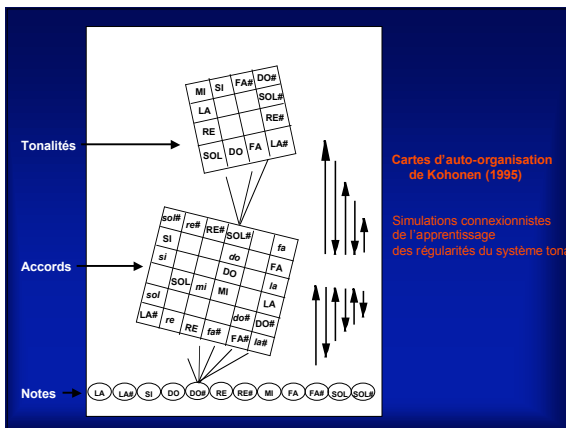 MI SI FA# DO#
LA SOL#
RE RE#
SOL DO FA LA#
Tonalités
Cartes d'auto-organisation
de Kohonen (1995)
Simulations connexionnistes
de l'apprentissage
des régularités du système tona
sol# re# RE# SOL# fa
SI do FA
si DO la
SOL mi MI LA
sol do# DO#
LA# re RE fa# FA# la#
Accords
Notes
LA LA# SI DO DO# RE RE# MI FA FA# SOL SOL#